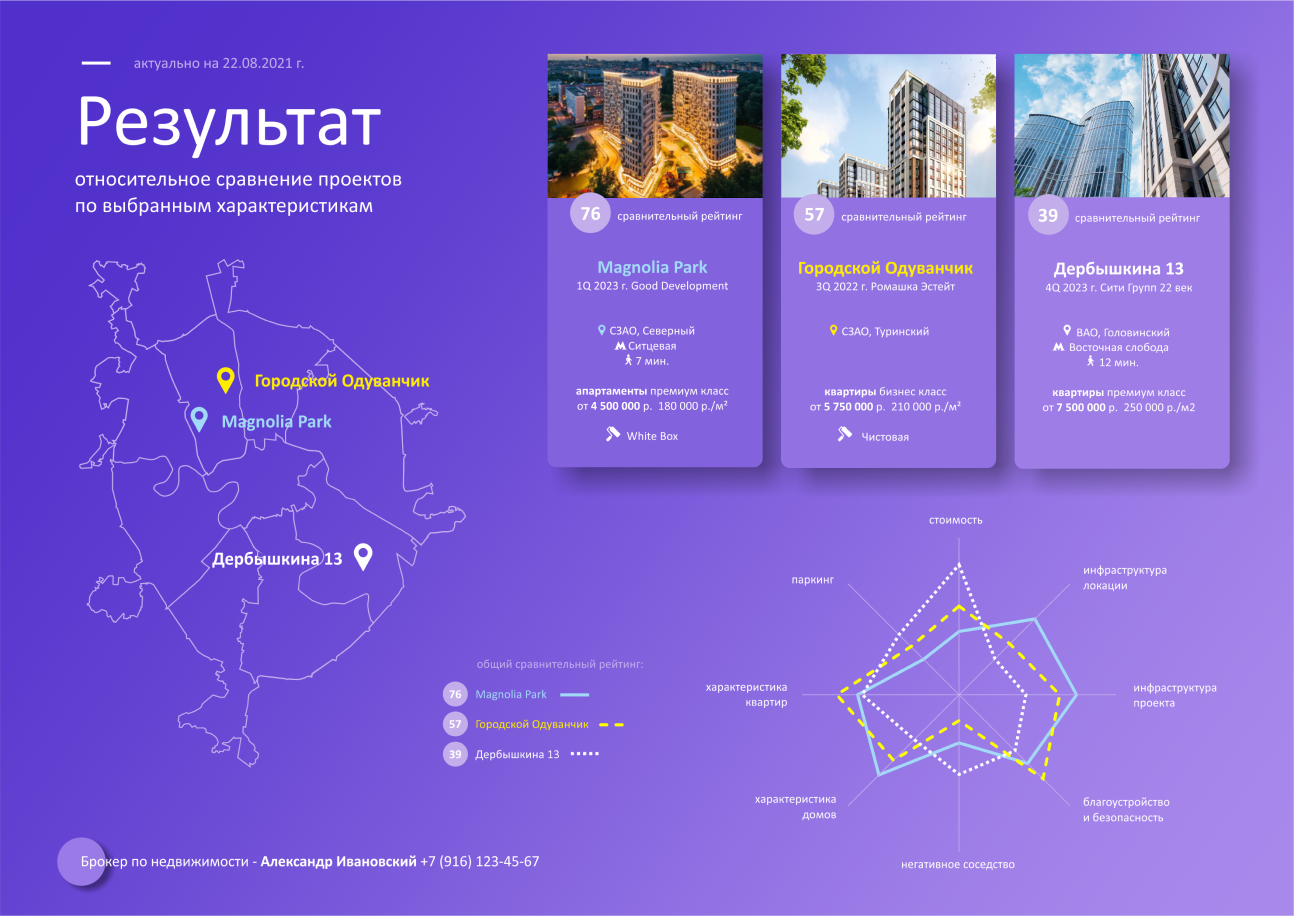 актуально на 22.08.2021 г.
Результат
относительное сравнение проектов
по выбранным характеристикам
Городской Одуванчик
Magnolia Park
Дербышкина 13
76 сравнительный рейтинг
Magnolia Park
1Q 2023 г. Good Development
СЗАО, Северный
Ситцевая
7 мин.
апартаменты премиум класс
от 4 500 000 р. 180 000 р./м²
White Box
57 сравнительный рейтинг
Городской Одуванчик
3Q 2022 г. Ромашка Эстейт
СЗАО, Туринский
квартиры бизнес класс
от 5 750 000 р. 210 000 р./м²
Чистовая
39 сравнительный рейтинг
Дербышкина 13
4Q 2023 г. Сити Групп 22 век
ВАО, Головинский
Восточная слобода
12 мин.
квартиры премиум класс
от 7 500 000 р. 250 000 р./м2
общий сравнительный рейтинг:
76 Magnolia Park
57 Городской Одуванчик
39 Дербышкина 13
стоимость
инфраструктура
локации
инфраструктура
проекта
благоустройство
и безопасность
негативное соседство
характеристика
домов
характеристика
квартир
паркинг
Брокер по недвижимости - Александр Ивановский +7 (916) 123-45-67